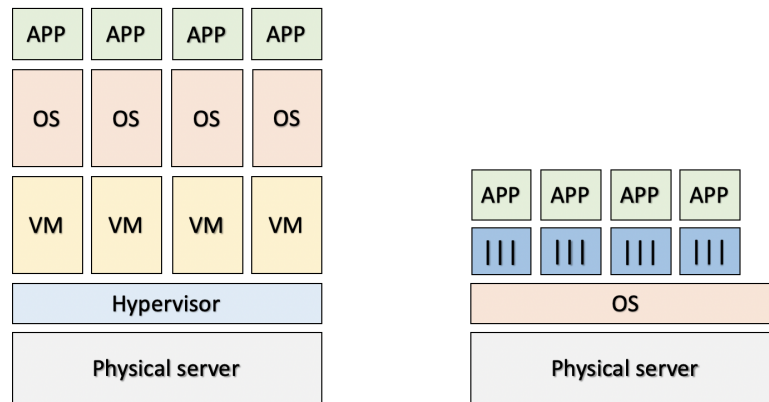 APP APP APP APP
OS OS OS OS
VM VM VM VM
Hypervisor
Physical server
APP APP APP APP
OS
Physical server